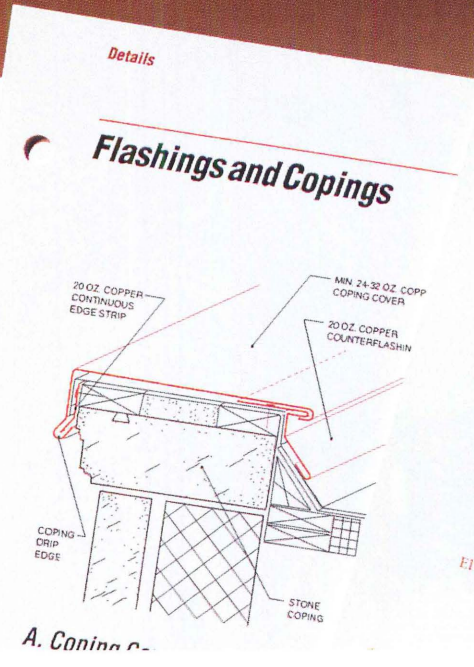 Details
Flashings and Copings
20 OZ. COPPER
CONTINUOUS
EDGE STRIP
MIN. 24-32 OZ. COPP
COPING COVER
20 OZ. COPPER
COUNTERFLASHIN
COPING
DRIP
EDGE
STONE
COPING
A. Coping